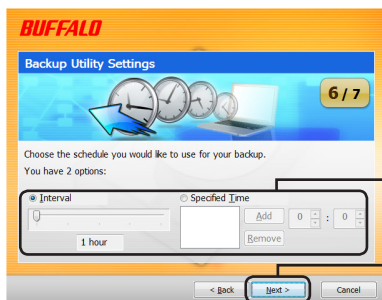 BUFFALO
Backup Utility Settings
6 / 7
Choose the schedule you would like to use for your backup.
You have 2 options:
Interval
Specified Time
1 hour
Add
0 : 0
Remove
< Back
Next >
Cancel